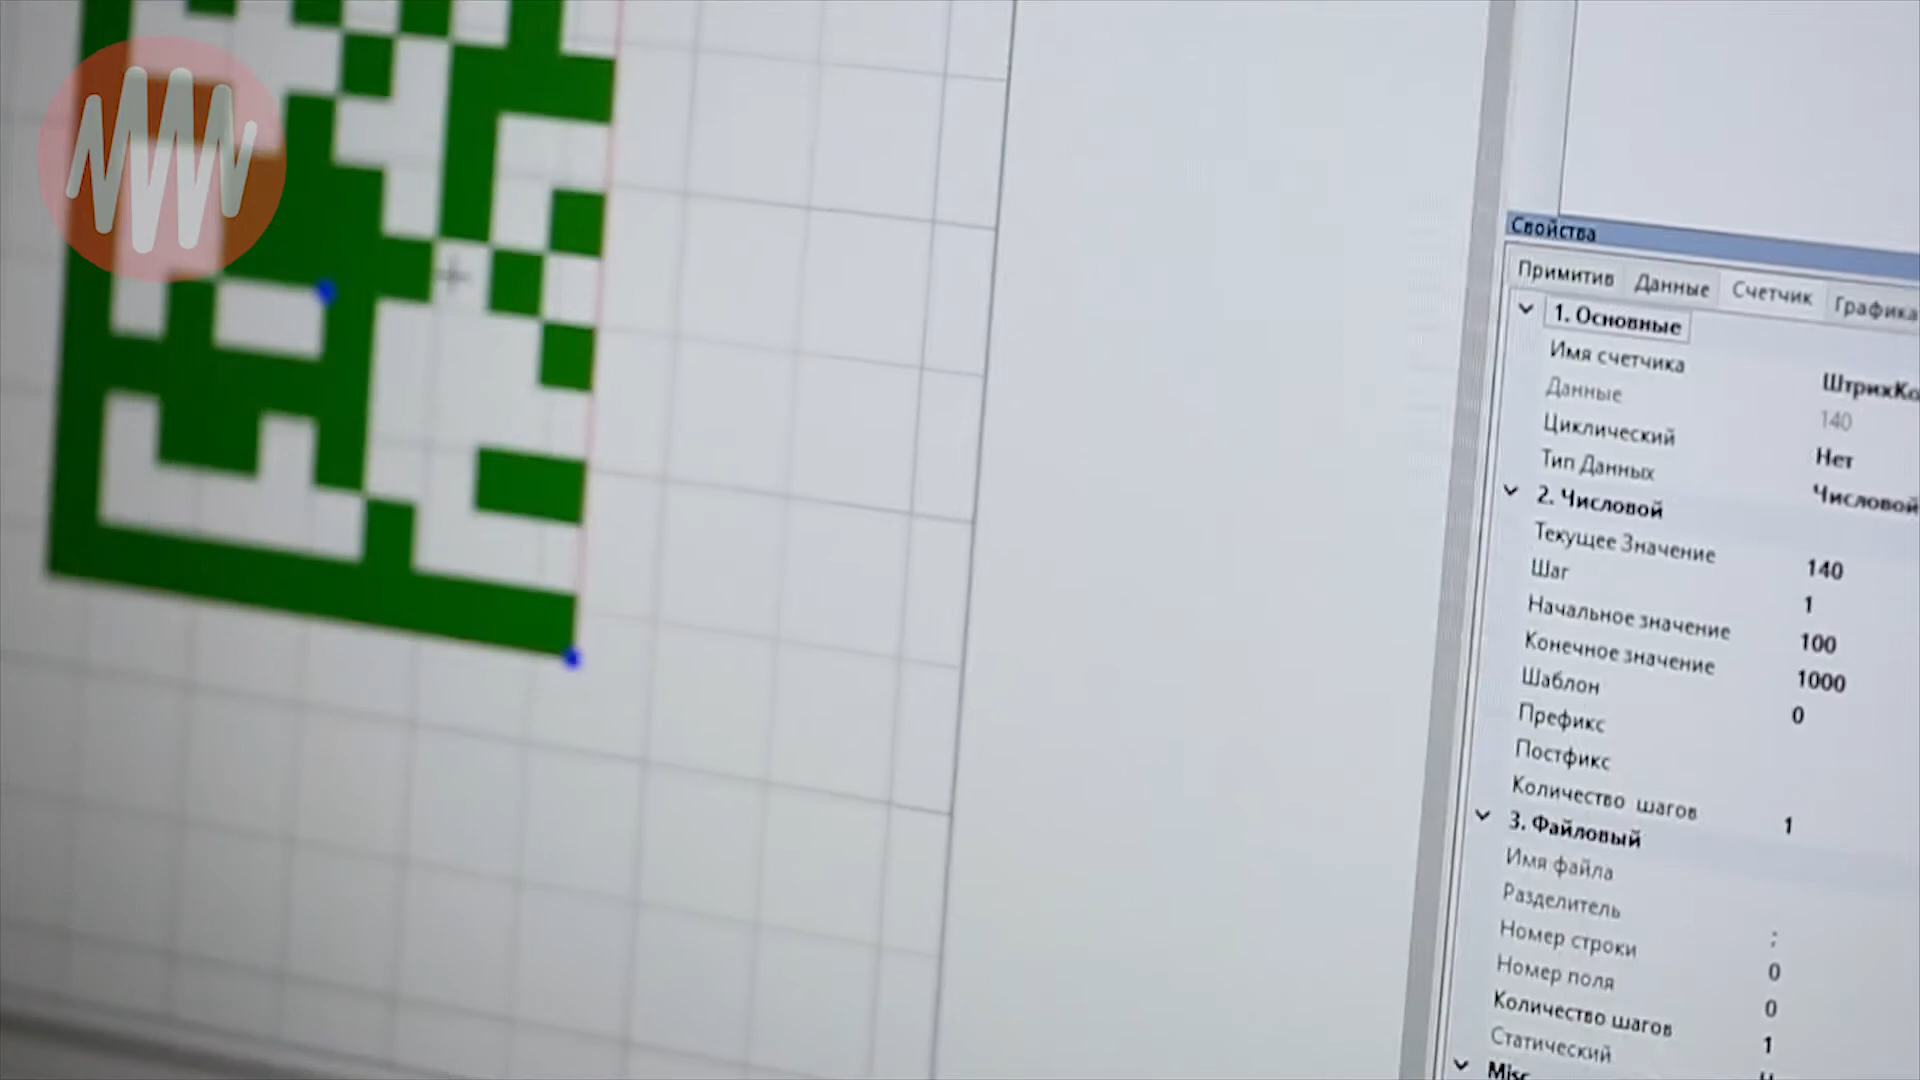 Свойства
Примитив Данные Счетчик Графика
1. Основные
Имя счетчика ШтрихКо
Данные 140
Циклический Нет
Тип Данных Числовой
2. Числовой
Текущее Значение 140
Шаг 1
Начальное значение 100
Конечное значение 1000
Шаблон 0
Префикс
Постфикс
Количество шагов 1
3. Файловый
Имя файла
Разделитель ;
Номер строки 0
Номер поля 0
Количество шагов 1
Статический
Misc